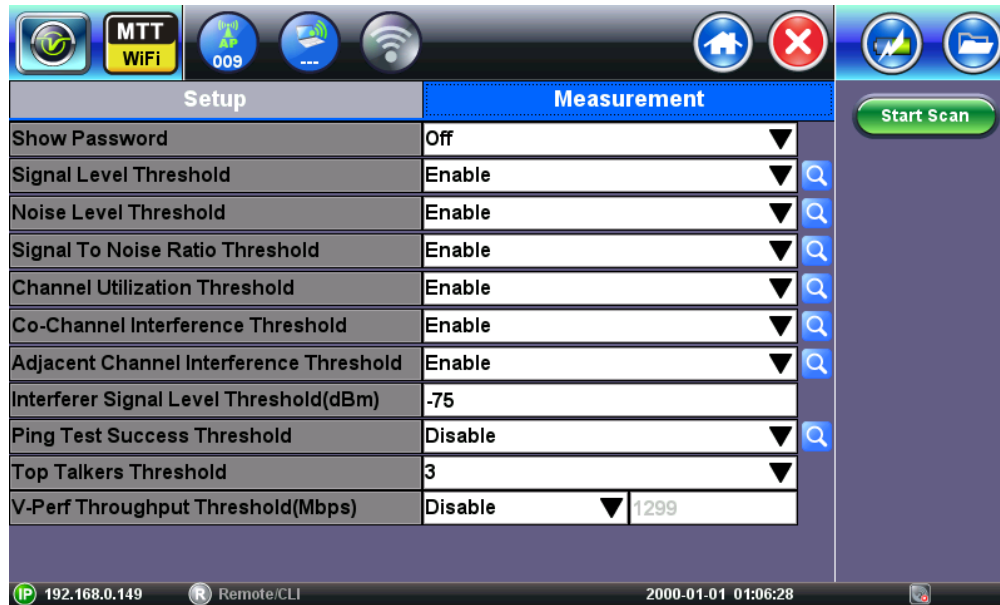 MTT
WiFi
AP
009
---
Setup
Measurement
Start Scan
Show Password Off
Signal Level Threshold Enable
Noise Level Threshold Enable
Signal To Noise Ratio Threshold Enable
Channel Utilization Threshold Enable
Co-Channel Interference Threshold Enable
Adjacent Channel Interference Threshold Enable
Interferer Signal Level Threshold(dBm) -75
Ping Test Success Threshold Disable
Top Talkers Threshold 3
V-Perf Throughput Threshold(Mbps) Disable 1299
IP 192.168.0.149 R Remote/CLI 2000-01-01 01:06:28